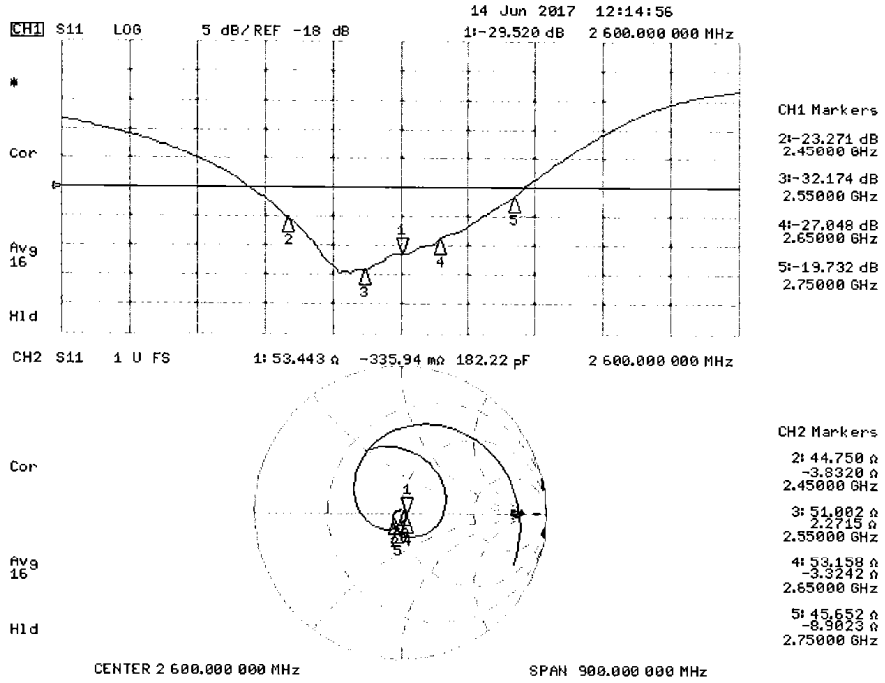 14 Jun 2017 12:14:56
CH1 S11 LOG 5 dB/ REF -18 dB 1:-29.520 dB 2 600.000 000 MHz
*
CH1 Markers
2:-23.271 dB
2.45000 GHz
Cor
3:-32.174 dB
2.55000 GHz
1
2
3
4
5
4:-27.048 dB
2.65000 GHz
Avg
16
5:-19.732 dB
2.75000 GHz
Hld
CH2 S11 1 U FS 1:53.443 Ω -335.94 mΩ 182.22 pF 2 600.000 000 MHz
CH2 Markers
2:44.750 Ω
-3.8320 Ω
2.45000 GHz
Cor
1
3:51.002 Ω
2.2715 Ω
2.55000 GHz
4
5
Avg
16
4:53.158 Ω
-3.3242 Ω
2.65000 GHz
Hld
5:45.652 Ω
-8.9023 Ω
2.75000 GHz
CENTER 2 600.000 000 MHz SPAN 900.000 000 MHz